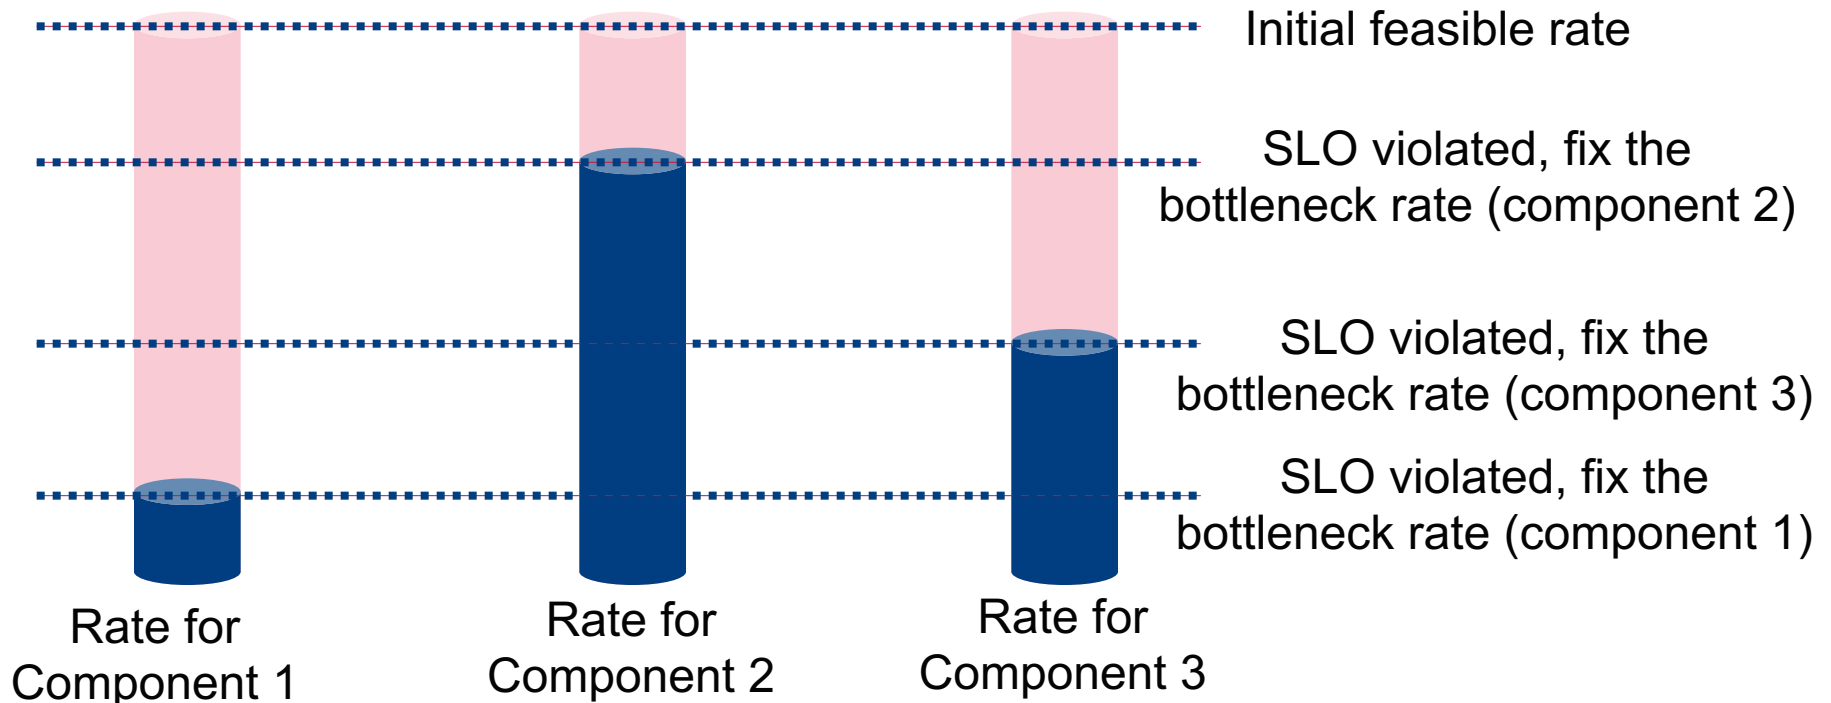 Initial feasible rate
SLO violated, fix the
bottleneck rate (component 2)
SLO violated, fix the
bottleneck rate (component 3)
SLO violated, fix the
bottleneck rate (component 1)
Rate for
Component 1
Rate for
Component 2
Rate for
Component 3